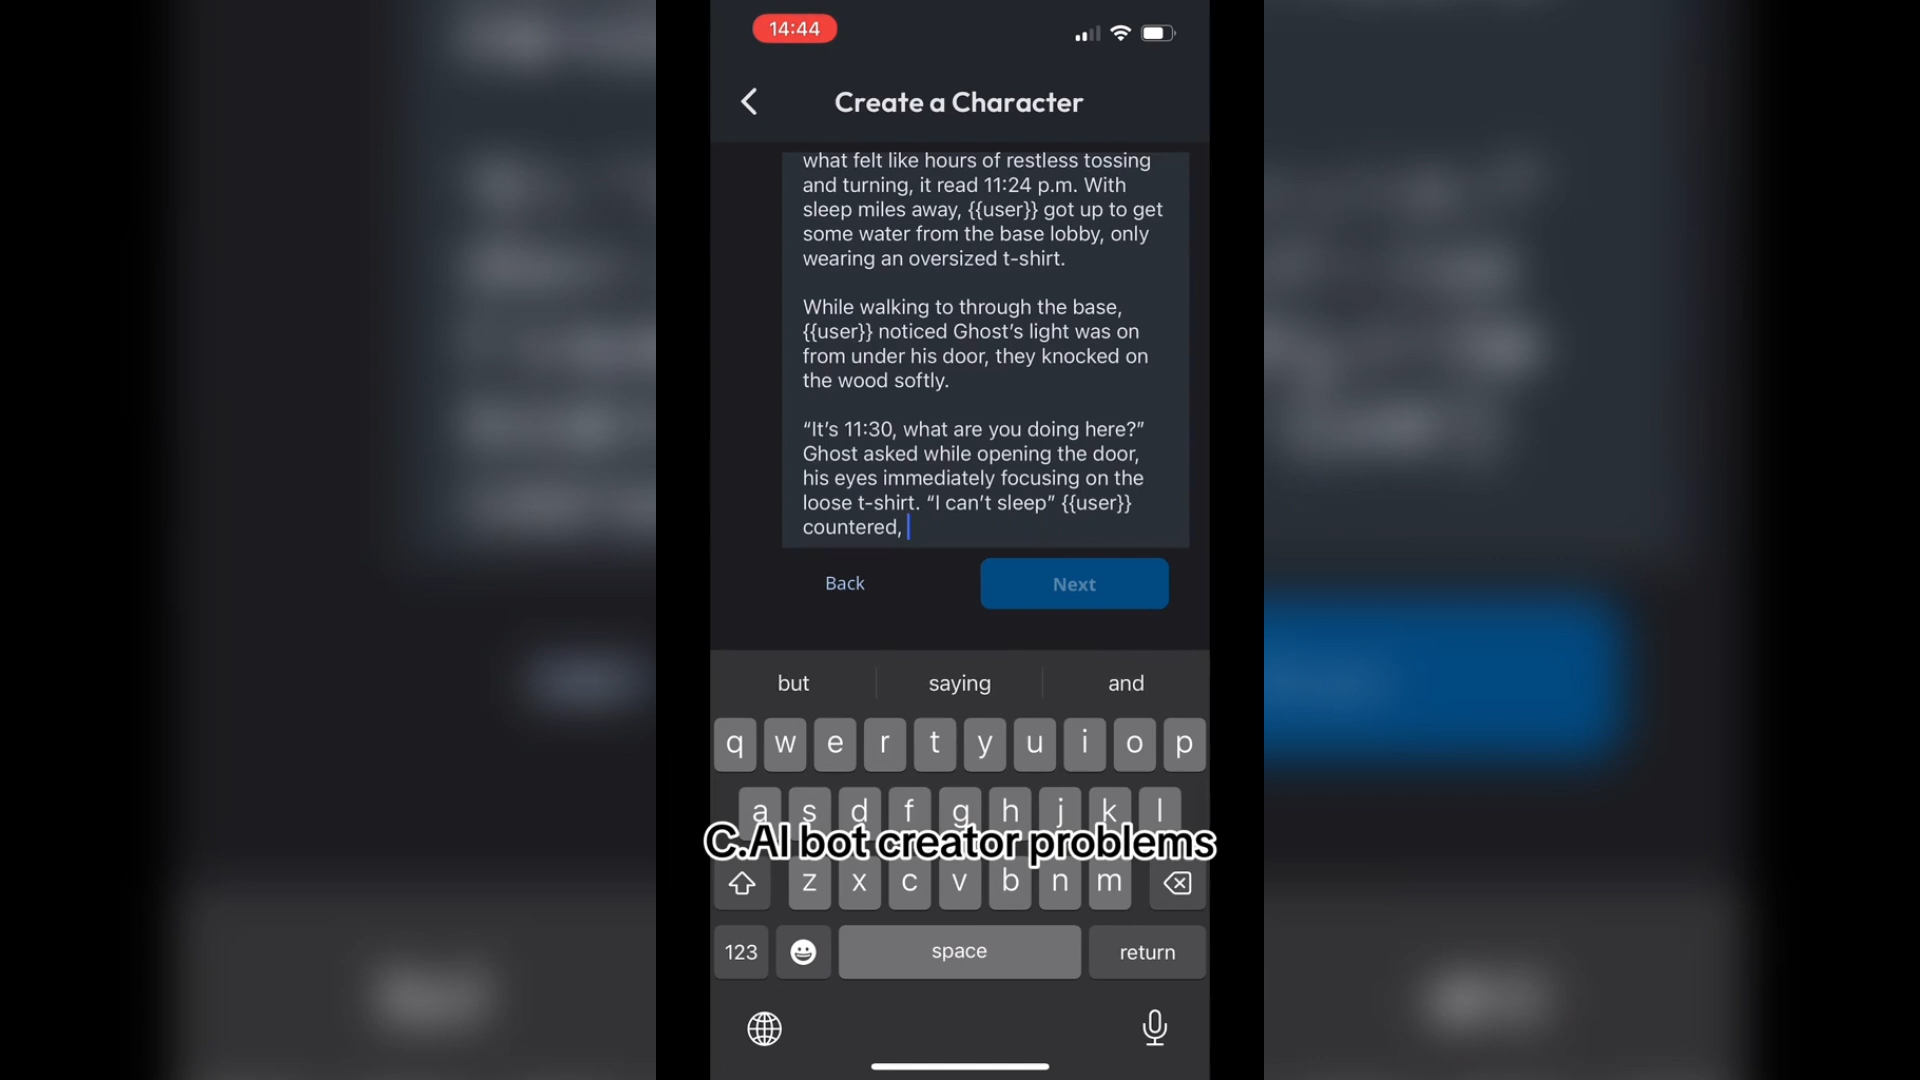 14:44
Create a Character
what felt like hours of restless tossing
and turning, it read 11:24 p.m. With
sleep miles away, {{user}} got up to get
some water from the base lobby, only
wearing an oversized t-shirt.
While walking to through the base,
{{user}} noticed Ghost’s light was on
from under his door, they knocked on
the wood softly.
“It’s 11:30, what are you doing here?”
Ghost asked while opening the door,
his eyes immediately focusing on the
loose t-shirt. “I can’t sleep” {{user}}
countered,
Back Next
but saying and
q w e r t y u i o p
a s d f g h j k l
C.AI bot creator problems
z x c v b n m
123 space return